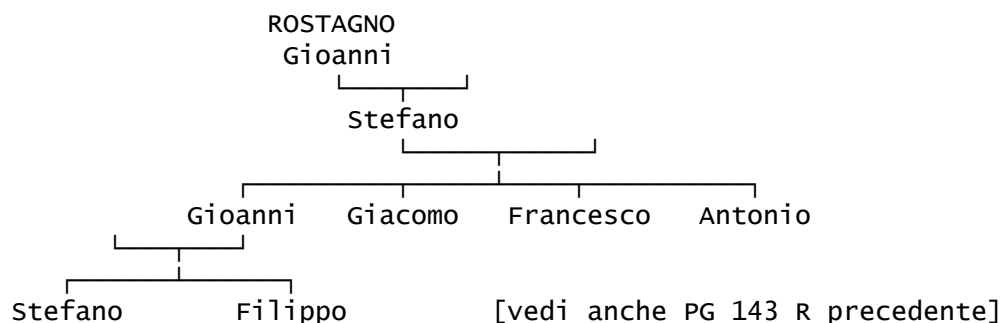 ROSTAGNO
Gioanni
Stefano
Gioanni Giacomo Francesco Antonio
Stefano Filippo [vedi anche PG 143 R precedente]